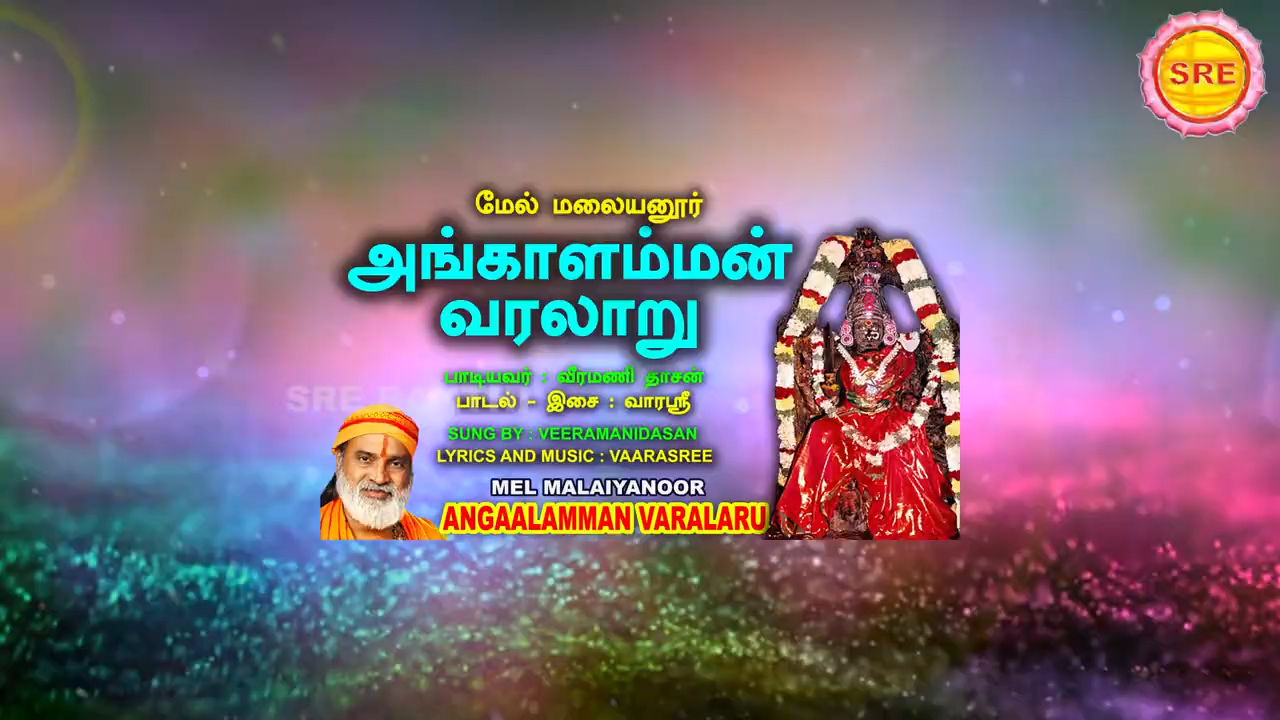 SRE
மேல் மலையனூர்
அங்காளம்மன்
வரலாறு
பாடியவர் : வீரமணி தாசன்
SRE
பாடல் - இசை : வாரஸ்ரீ
SUNG BY : VEERAMANIDASAN
LYRICS AND MUSIC : VAARASREE
MEL MALAIYANOOR
ANGAALAMMAN VARALARU